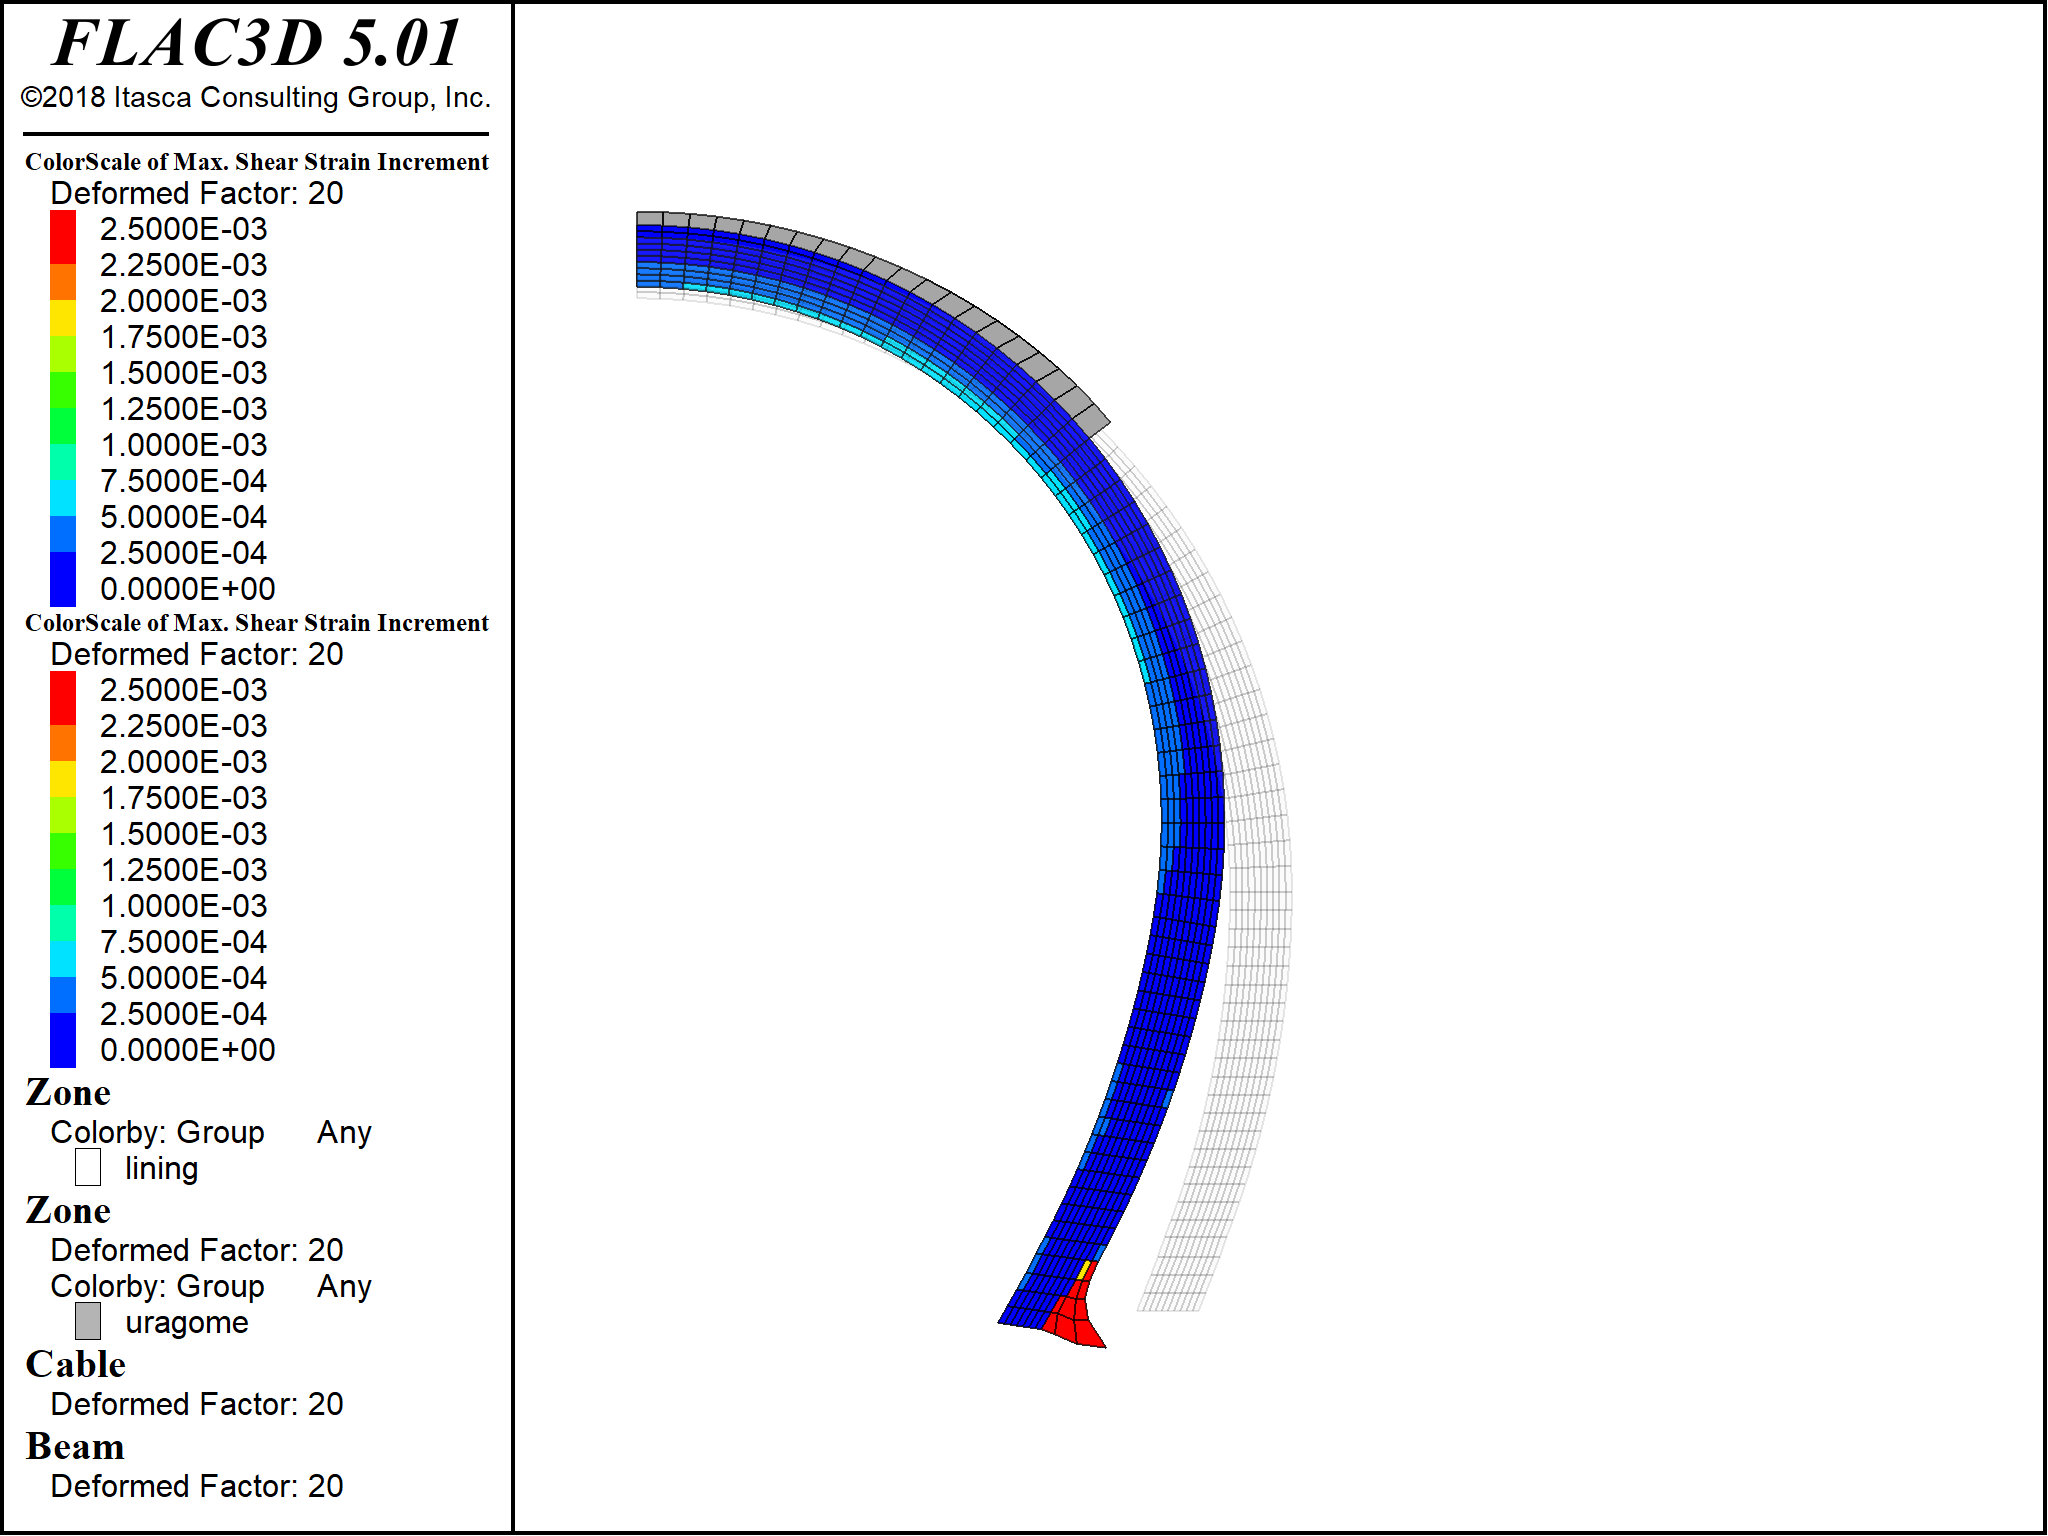 FLAC3D 5.01
©2018 Itasca Consulting Group, Inc.
ColorScale of Max. Shear Strain Increment
Deformed Factor: 20
2.5000E-03
2.2500E-03
2.0000E-03
1.7500E-03
1.5000E-03
1.2500E-03
1.0000E-03
7.5000E-04
5.0000E-04
2.5000E-04
0.0000E+00
ColorScale of Max. Shear Strain Increment
Deformed Factor: 20
2.5000E-03
2.2500E-03
2.0000E-03
1.7500E-03
1.5000E-03
1.2500E-03
1.0000E-03
7.5000E-04
5.0000E-04
2.5000E-04
0.0000E+00
Zone
Colorby: Group Any
lining
Zone
Deformed Factor: 20
Colorby: Group Any
uragome
Cable
Deformed Factor: 20
Beam
Deformed Factor: 20